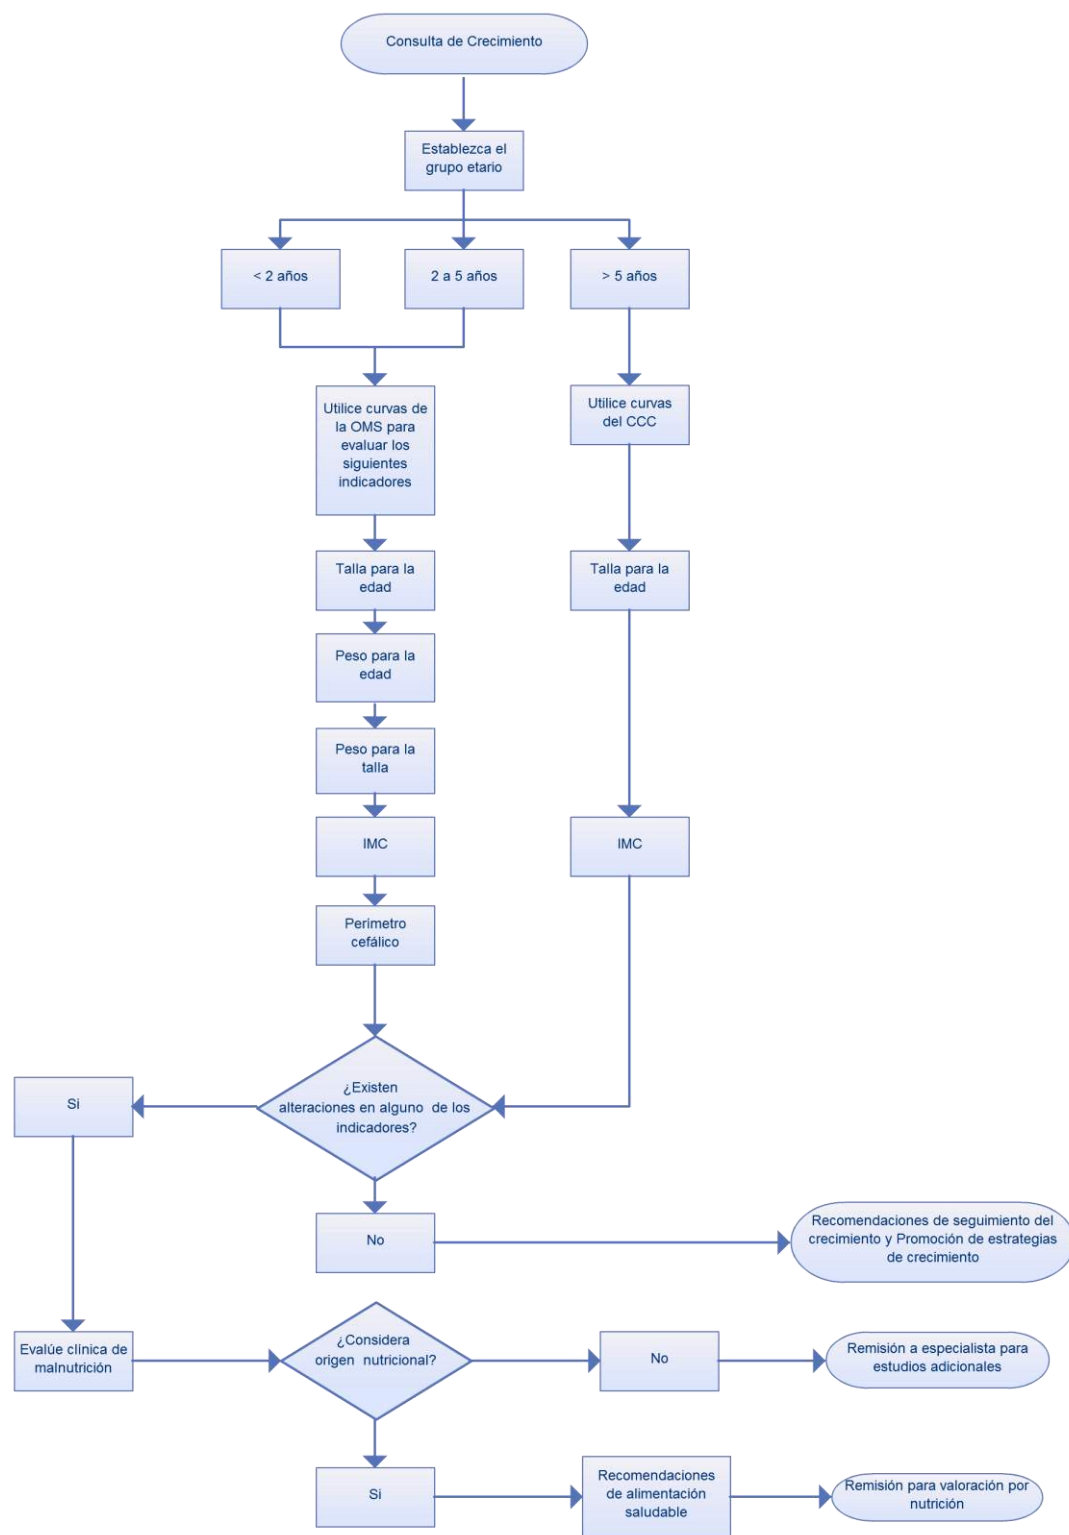 Consulta de Crecimiento
Establezca el
grupo etario
< 2 años
2 a 5 años
> 5 años
Utilice curvas de
la OMS para
evaluar los
siguientes
indicadores
Utilice curvas
del CCC
Talla para la
edad
Talla para la
edad
Peso para la
edad
Peso para la
talla
IMC
IMC
Perimetro
cefálico
¿Existen
alteraciones en alguno de los
indicadores?
Si
No
Recomendaciones de seguimiento del
crecimiento y Promoción de estrategias
de crecimiento
Evalúe clinica de
malnutrición
¿Considera
origen nutricional?
No
Remisión a especialista para
estudios adicionales
Si
Recomendaciones
de alimentación
saludable
Remisión para valoración por
nutrición